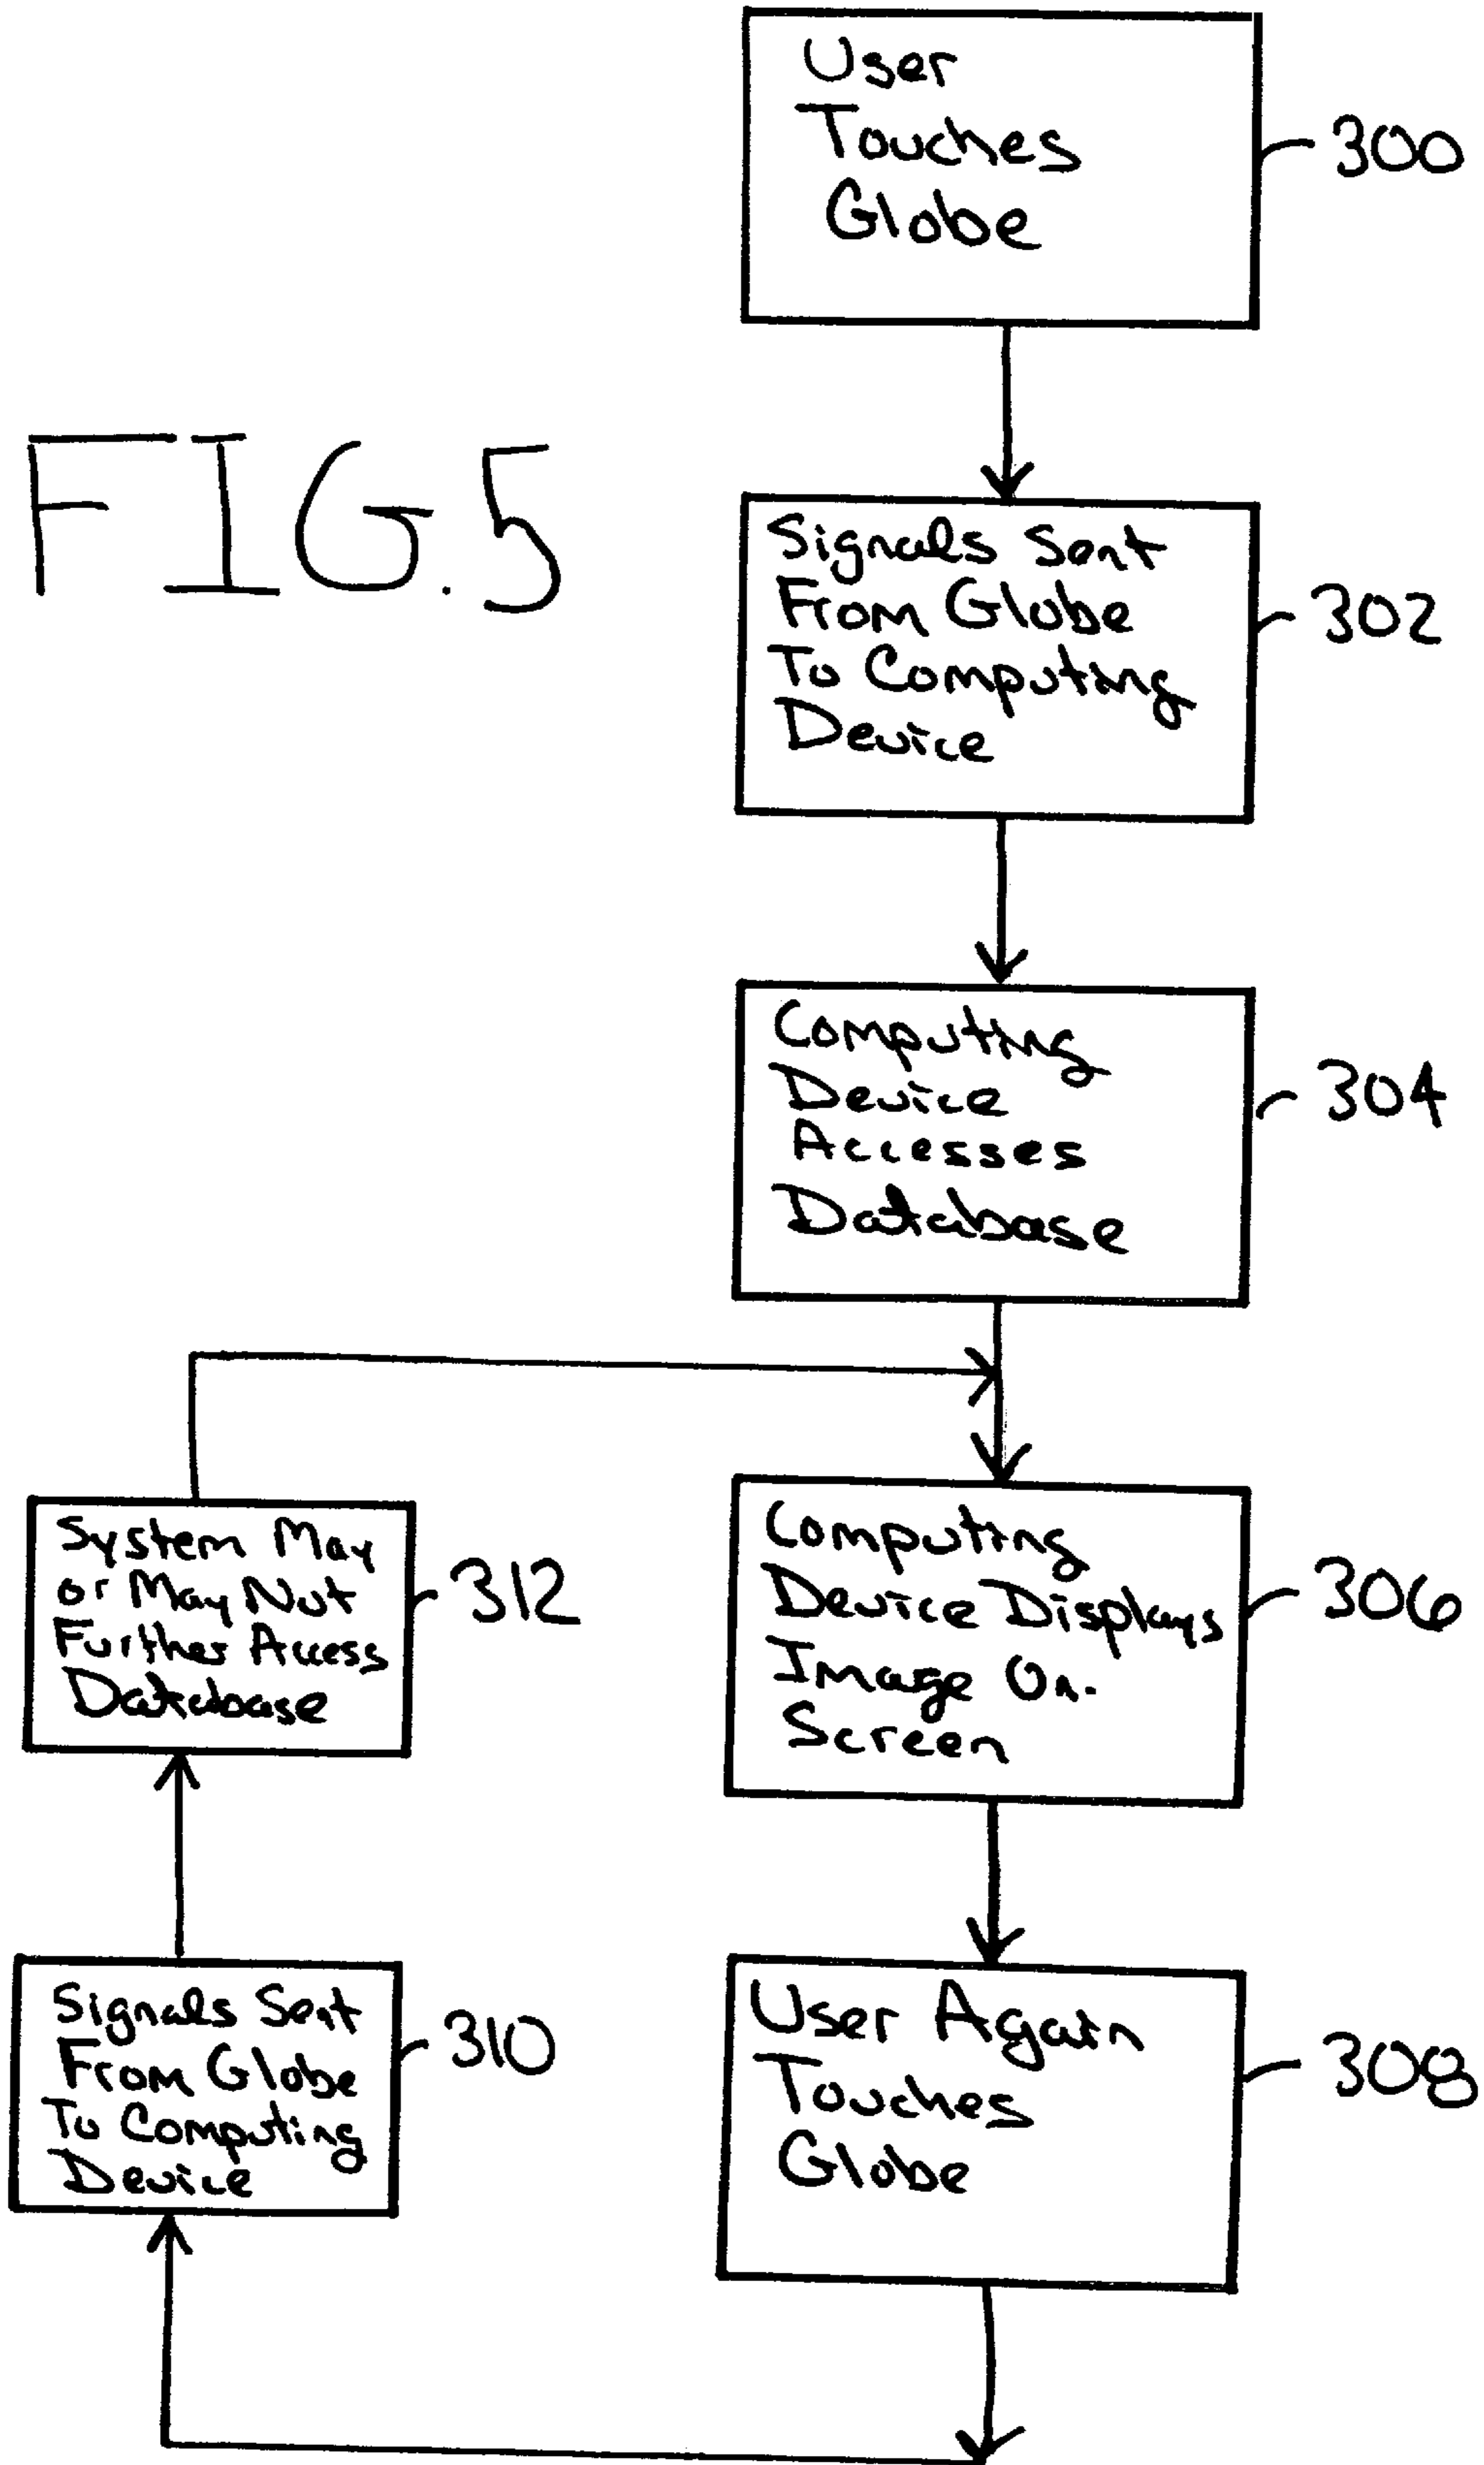 User
Touches
Globe
300
FIG.5
Signals Sent
From Globe
To Computing
Device
302
Computing
Device
Accesses
Database
304
Computing
Device Displays
Image On
Screen
306
System May
or May Not
Further Access
Database
312
User Again
Touches
Globe
308
Signals Sent
From Globe
To Computing
Device
310